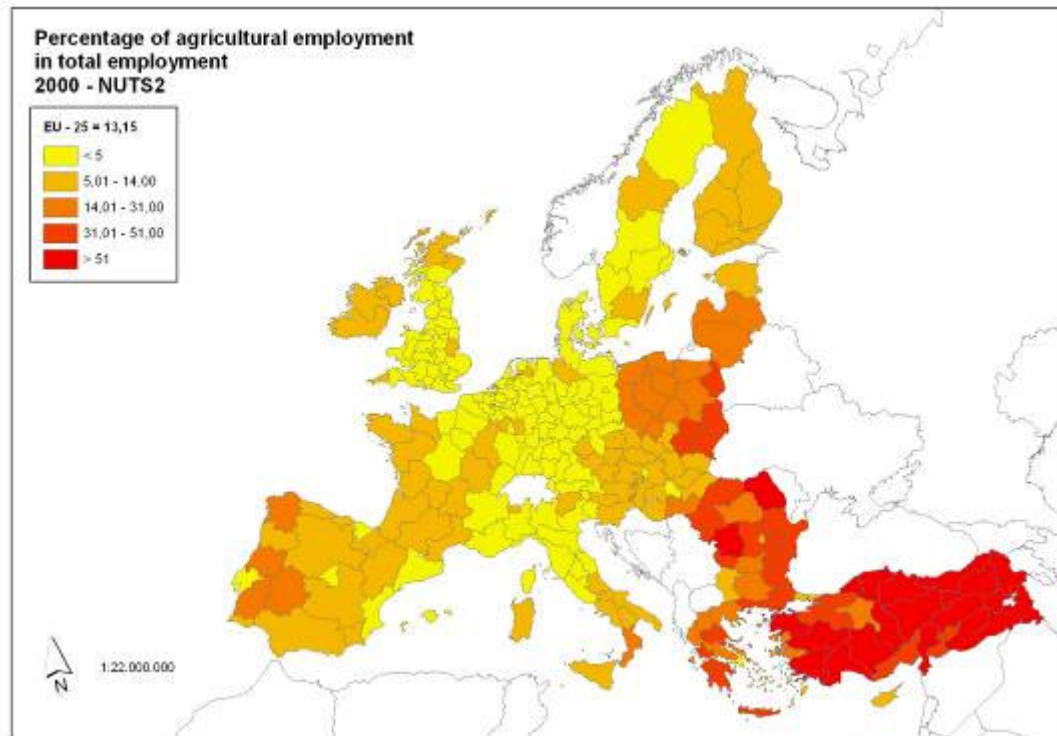 Percentage of agricultural employment
in total employment
2000 - NUTS2
EU - 25 = 13,15
< 5
5,01 - 14,00
14,01 - 31,00
31,01 - 51,00
> 51
1:22.000.000
N